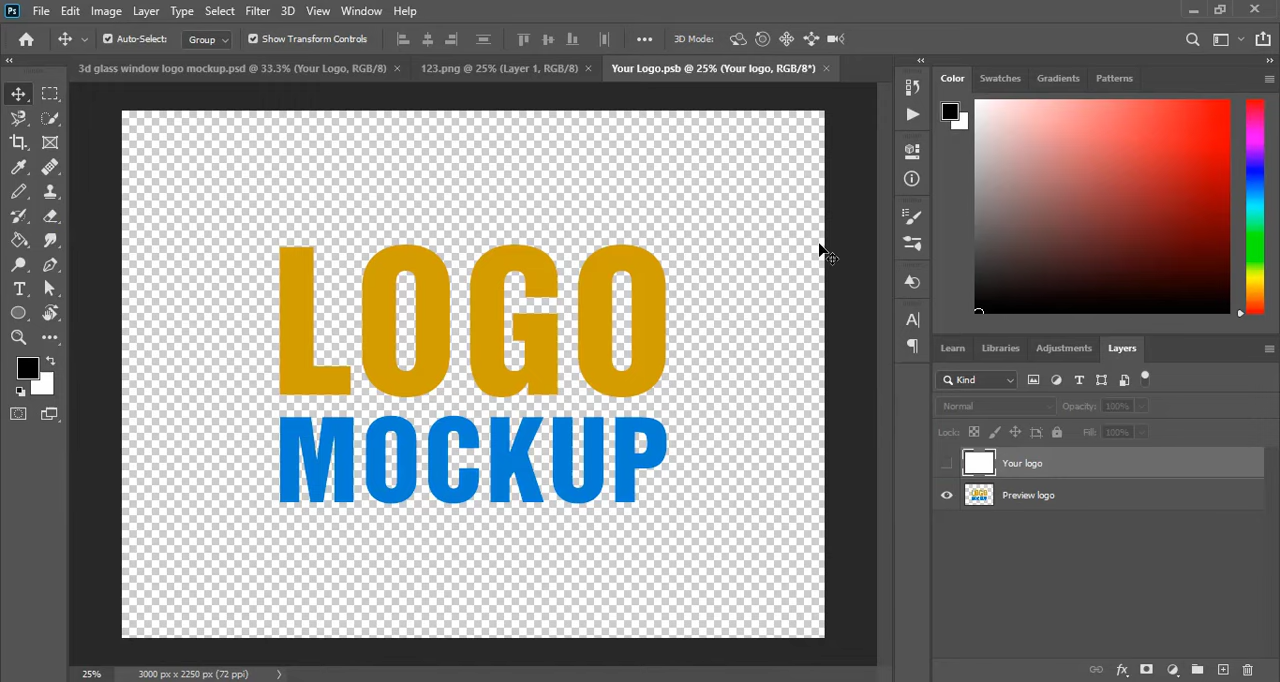 Ps File Edit Image Layer Type Select Filter 3D View Window Help
Auto-Select: Group Show Transform Controls 3D Mode:
3d glass window logo mockup.psd @ 33.3% (Your Logo, RGB/8) 123.png @ 25% (Layer 1, RGB/8) Your Logo.psb @ 25% (Your logo, RGB/8*)
Color Swatches Gradients Patterns
LOGO
MOCKUP
Learn Libraries Adjustments Layers
Kind
Normal Opacity: 100%
Lock: Fill: 100%
Your logo
Preview logo
25% 3000 px x 2250 px (72 ppi)